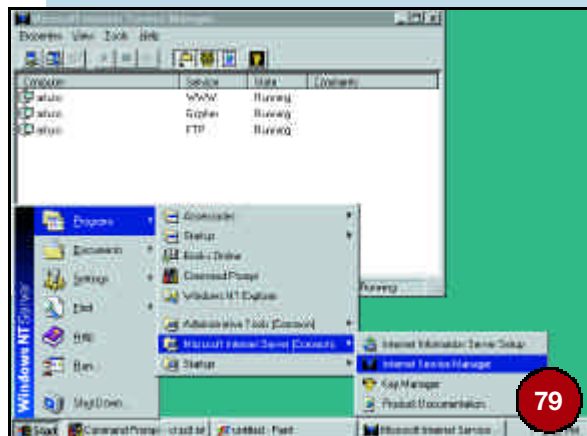 Microsoft Internet Service Manager
Properties View Tools Help
Computer Service State Comments
WWW Running
Gopher Running
FTP Running
Running
Windows NT Server
Programs
Documents
Settings
Find
Help
Run...
Shut Down...
Accessories
Startup
Books Online
Command Prompt
Windows NT Explorer
Administrative Tools (Common)
Microsoft Internet Server (Common)
Startup
Internet Information Server Setup
Internet Service Manager
Key Manager
Product Documentation
79
Start Command Prompt untitled - Paint Microsoft Internet Service